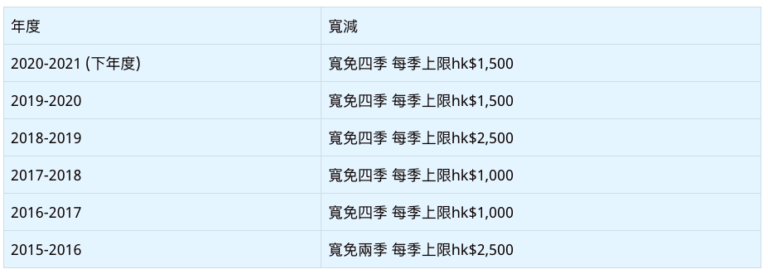 年度 寬減
2020-2021 (下年度) 寬免四季 每季上限hk$1,500
2019-2020 寬免四季 每季上限hk$1,500
2018-2019 寬免四季 每季上限hk$2,500
2017-2018 寬免四季 每季上限hk$1,000
2016-2017 寬免四季 每季上限hk$1,000
2015-2016 寬免兩季 每季上限hk$2,500